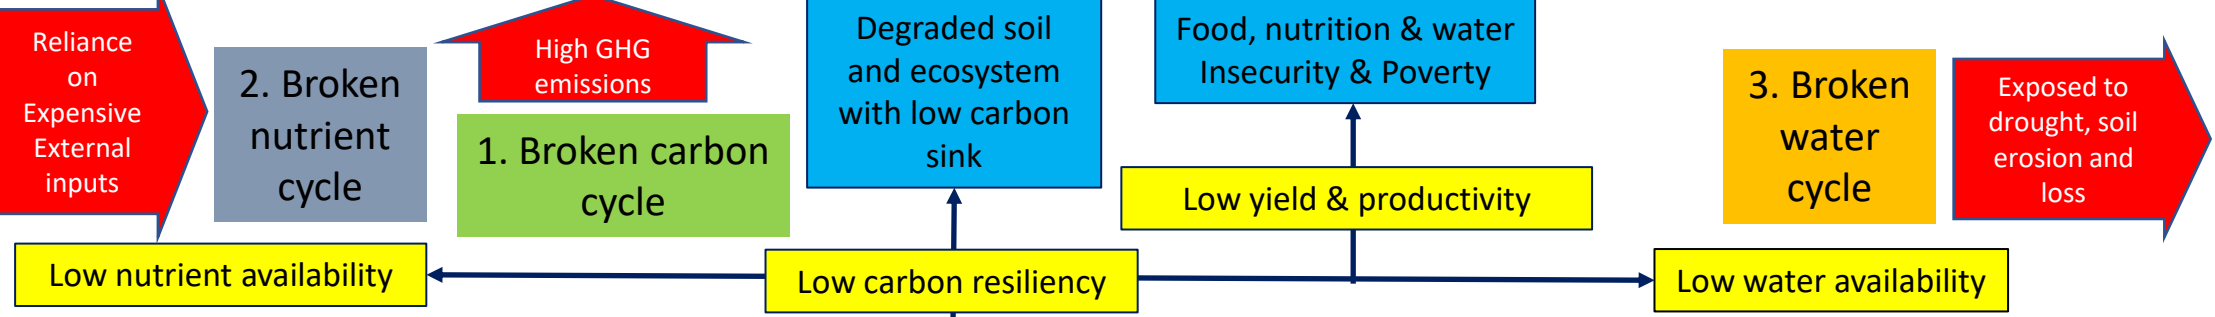 Reliance
on
Expensive
External
inputs
2. Broken
nutrient
cycle
High GHG
emissions
1. Broken carbon
cycle
Degraded soil
and ecosystem
with low carbon
sink
Food, nutrition & water
Insecurity & Poverty
Low yield & productivity
3. Broken
water
cycle
Exposed to
drought, soil
erosion and
loss
Low nutrient availability
Low carbon resiliency
Low water availability